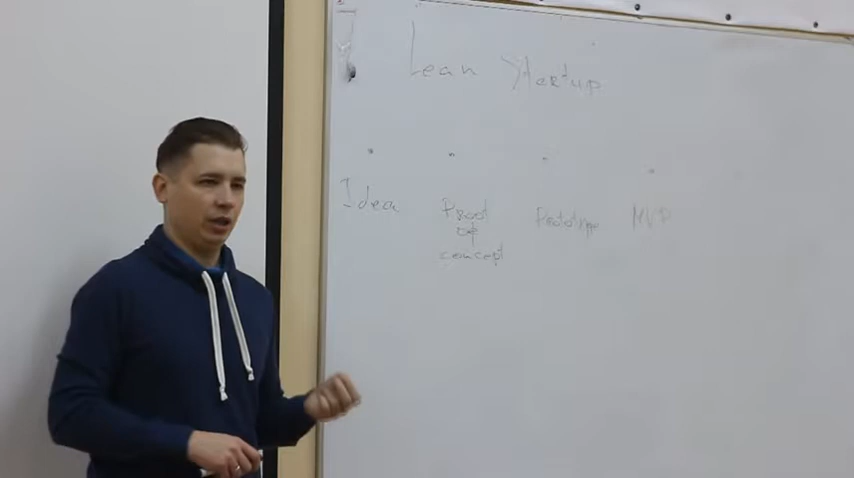 Lean Startup
Idea
Proof
of
concept
Prototype
MVP